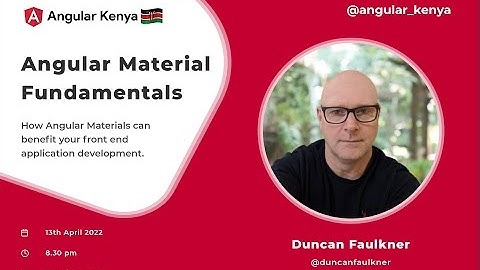 Angular Kenya
@angular_kenya
Angular Material
Fundamentals
How Angular Materials can
benefit your front end
application development.
13th April 2022
8.30 pm
Duncan Faulkner
@duncanfaulkner